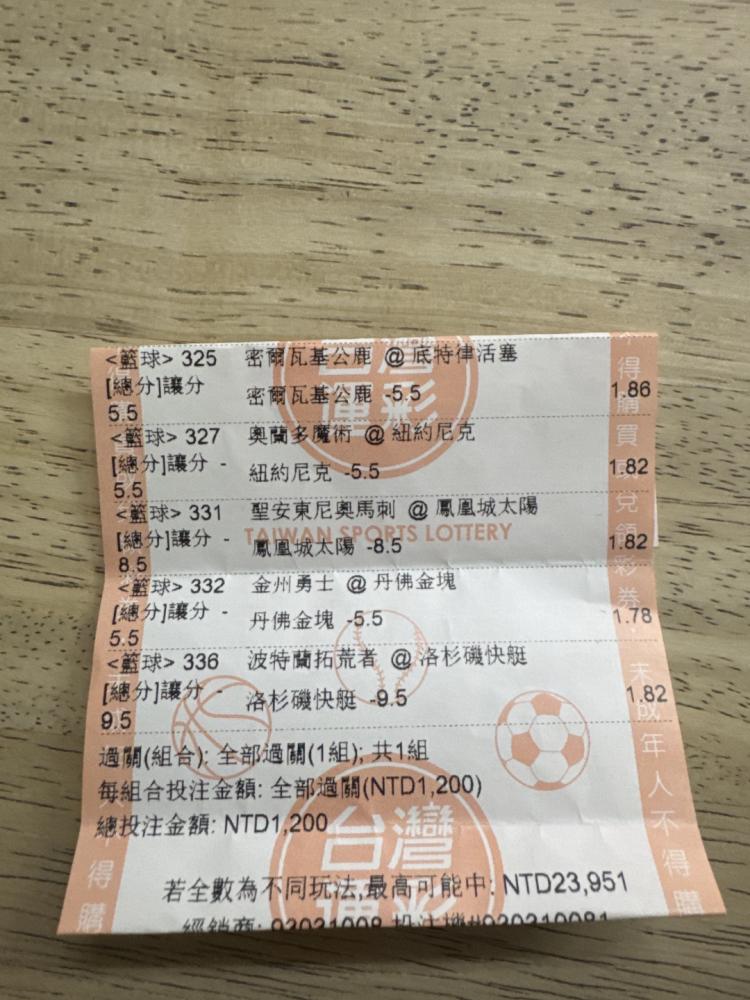 <籃球> 325 密爾瓦基公鹿 @ 底特律活塞
[總分]讓分 5.5 密爾瓦基公鹿 -5.5 1.86
<籃球> 327 奧蘭多魔術 @ 紐約尼克
[總分]讓分 - 5.5 紐約尼克 -5.5 1.82
<籃球> 331 聖安東尼奧馬刺 @ 鳳凰城太陽
TAIWAN SPORTS LOTTERY
[總分]讓分 - 8.5 鳳凰城太陽 -8.5 1.82
<籃球> 332 金州勇士 @ 丹佛金塊
[總分]讓分 - 5.5 丹佛金塊 -5.5 1.78
<籃球> 336 波特蘭拓荒者 @ 洛杉磯快艇
[總分]讓分 - 9.5 洛杉磯快艇 -9.5 1.82
過關(組合): 全部過關(1組); 共1組
每組合投注金額: 全部過關(NTD1,200)
總投注金額: NTD1,200
台灣
若全數為不同玩法,最高可能中: NTD23,951
經銷商: 93031008 投注機#930310081